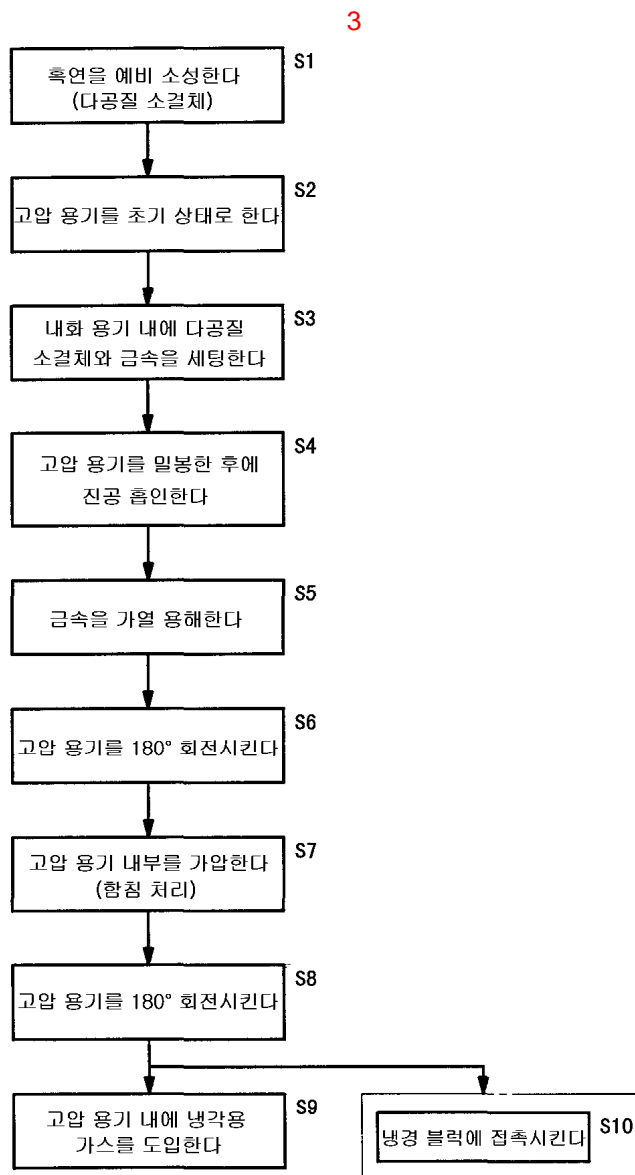 3
S1
흑연을 예비 소성한다
(다공질 소결체)
S2
고압 용기를 초기 상태로 한다
S3
내화 용기 내에 다공질
소결체와 금속을 세팅한다
S4
고압 용기를 밀봉한 후에
진공 흡인한다
S5
금속을 가열 용해한다
S6
고압 용기를 180° 회전시킨다
S7
고압 용기 내부를 가압한다
(함침 처리)
S8
고압 용기를 180° 회전시킨다
S9
고압 용기 내에 냉각용
가스를 도입한다
S10
냉경 블럭에 접촉시킨다